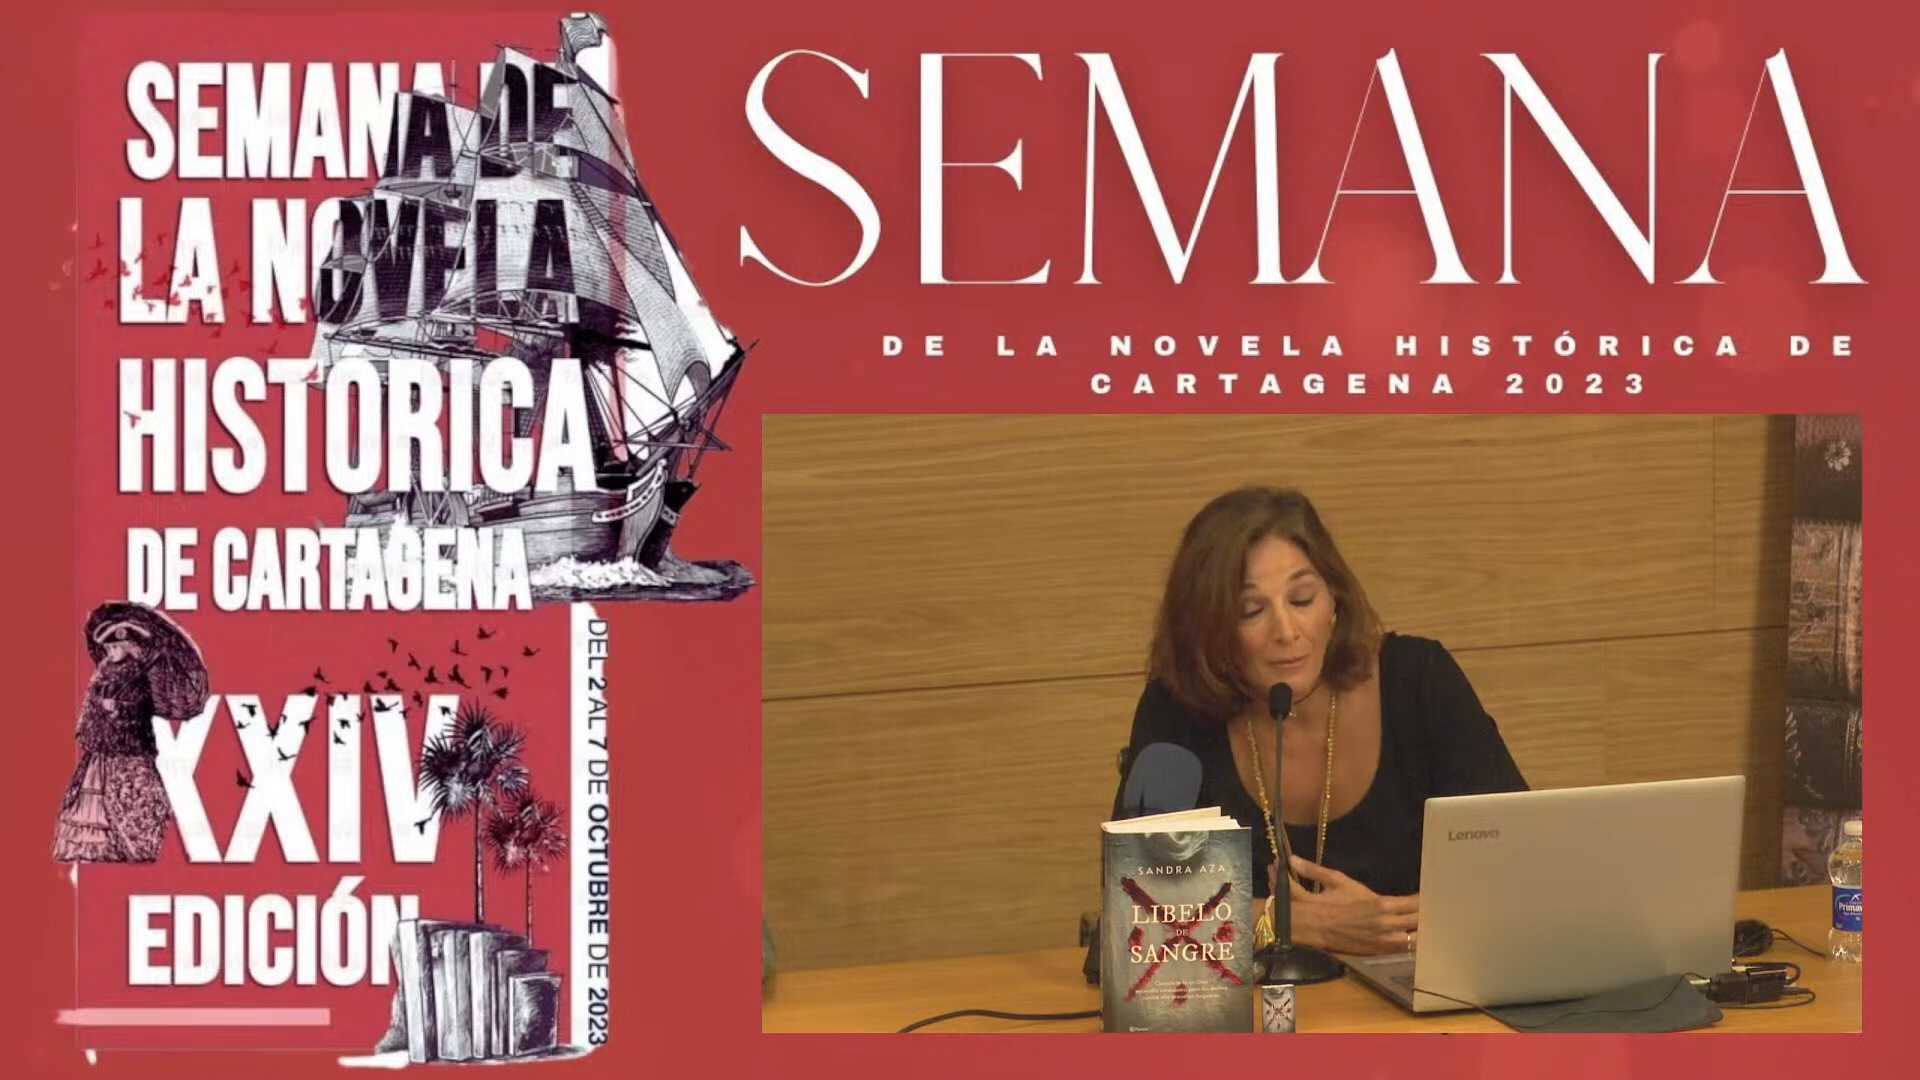 SEMANA DE
LA NOVELA
HISTÓRICA
DE CARTAGENA
XXIV
EDICIÓN
DEL 2 AL 7 DE OCTUBRE DE 2023
SEMANA
DE LA NOVELA HISTÓRICA DE
CARTAGENA 2023
SANDRA AZA
LIBELO
DE
SANGRE
Planeta
Lenovo